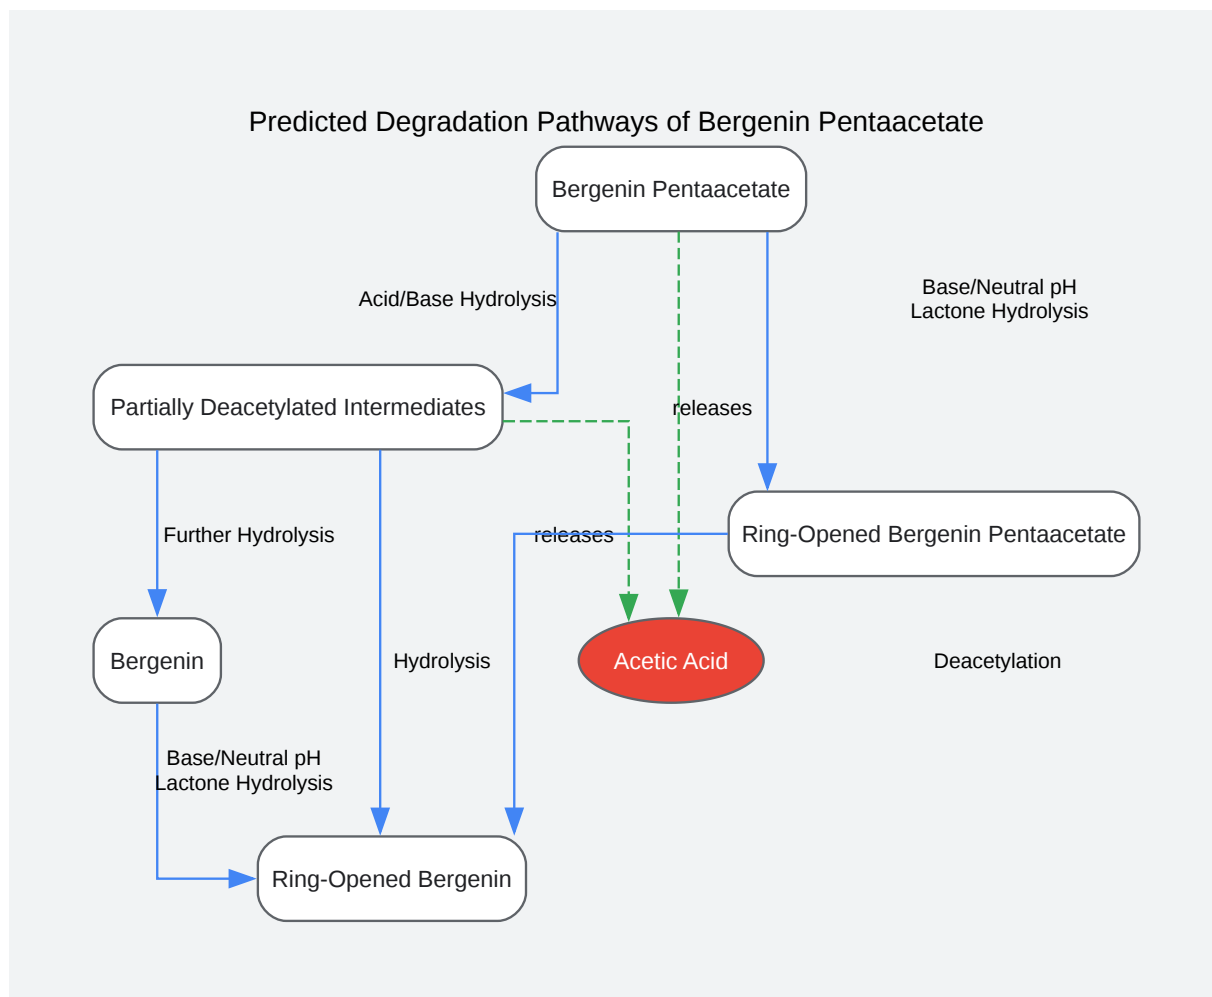 Predicted Degradation Pathways of Bergenin Pentaacetate
Bergenin Pentaacetate
Acid/Base Hydrolysis
Base/Neutral pH
Lactone Hydrolysis
Partially Deacetylated Intermediates
releases
Further Hydrolysis
releases
Ring-Opened Bergenin Pentaacetate
Bergenin
Hydrolysis
Acetic Acid
Deacetylation
Base/Neutral pH
Lactone Hydrolysis
Ring-Opened Bergenin